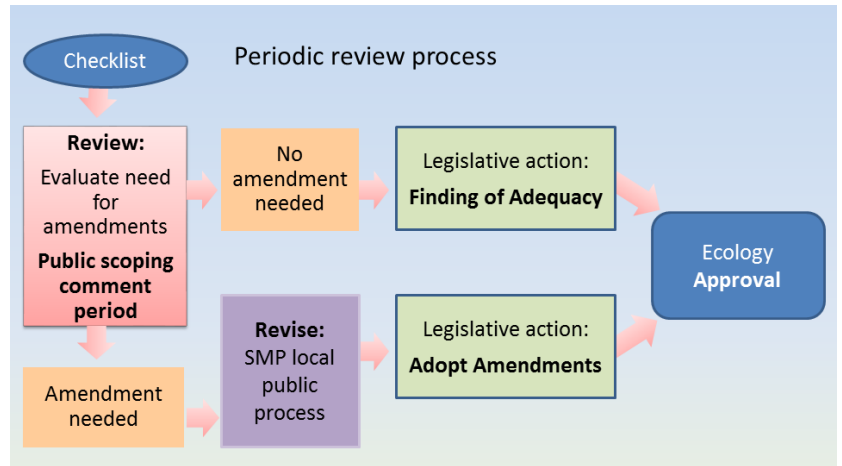 Checklist
Periodic review process
Review:
Evaluate need
for
amendments
Public scoping
comment
period
No
amendment
needed
Legislative action:
Finding of Adequacy
Ecology
Approval
Amendment
needed
Revise:
SMP local
public
process
Legislative action:
Adopt Amendments